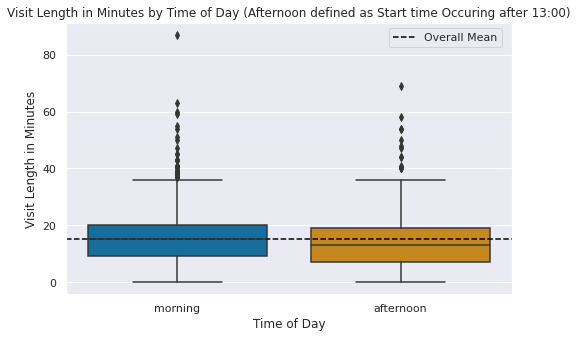 Visit Length in Minutes by Time of Day (Afternoon defined as Start time Occuring after 13:00)
Overall Mean
80
60
40
20
0
Visit Length in Minutes
morning
afternoon
Time of Day